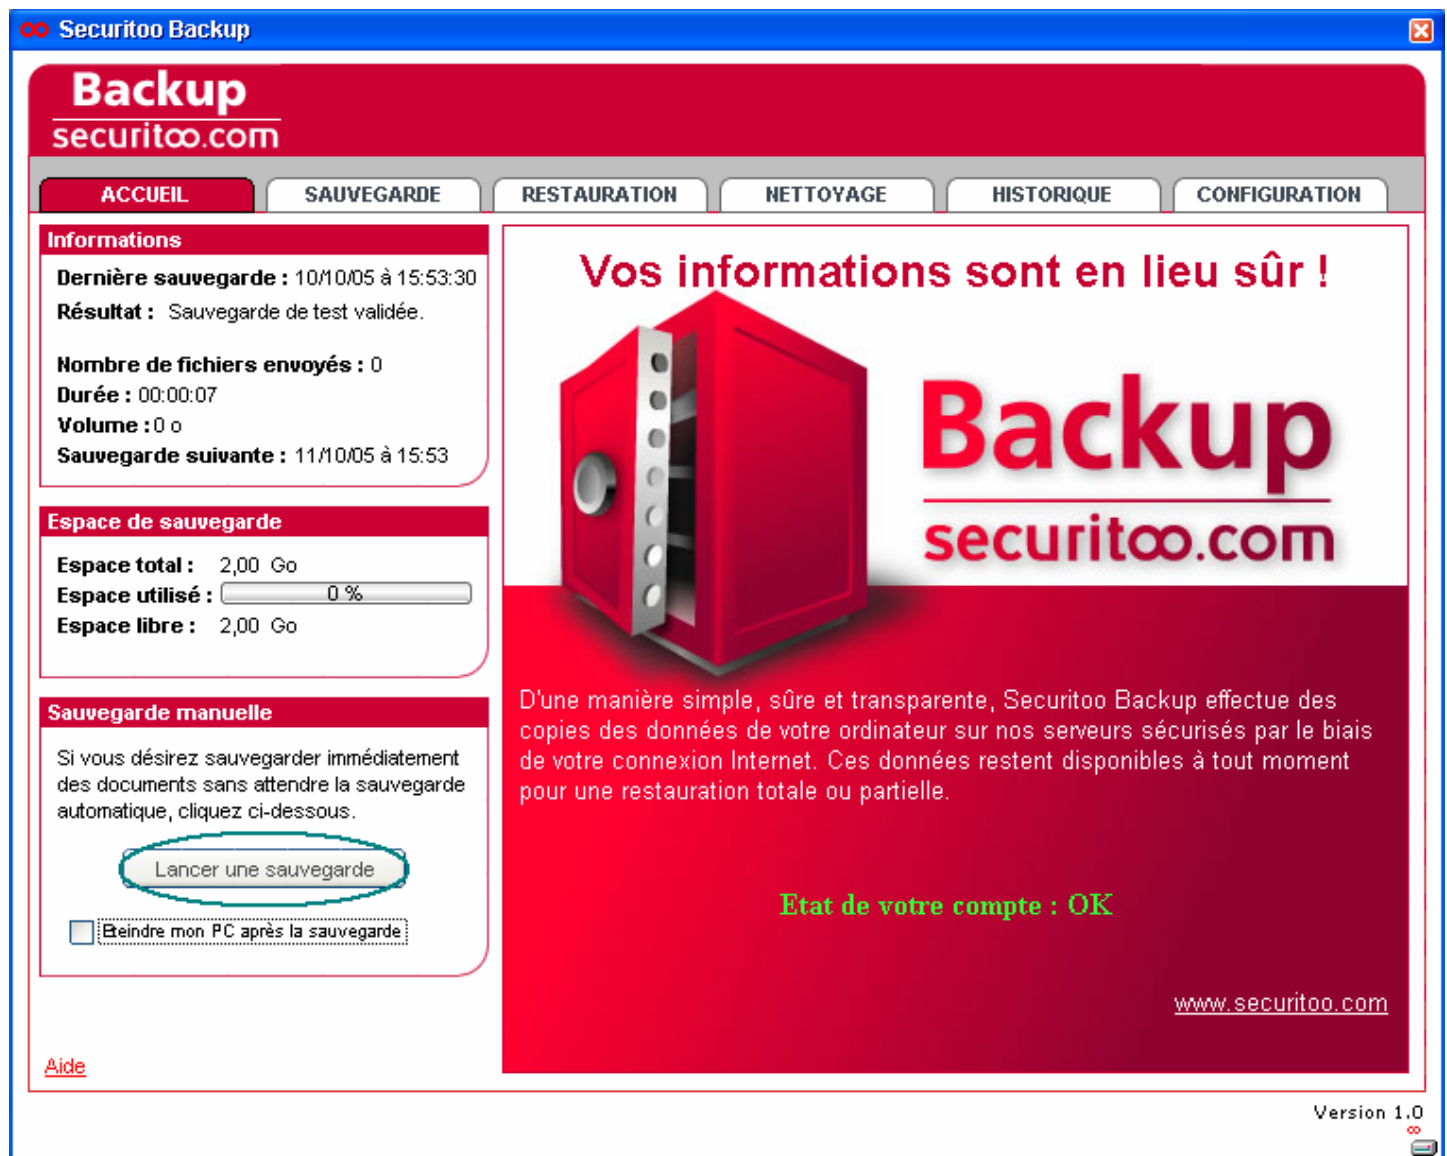 Securitoo Backup
Backup
securitoo.com
ACCUEIL
SAUVEGARDE
RESTAURATION
NETTOYAGE
HISTORIQUE
CONFIGURATION
Informations
Dernière sauvegarde : 10/10/05 à 15:53:30
Résultat : Sauvegarde de test validée.
Nombre de fichiers envoyés : 0
Durée : 00:00:07
Volume : 0 o
Sauvegarde suivante : 11/10/05 à 15:53
Espace de sauvegarde
Espace total : 2,00 Go
Espace utilisé : 0 %
Espace libre : 2,00 Go
Sauvegarde manuelle
Si vous désirez sauvegarder immédiatement
des documents sans attendre la sauvegarde
automatique, cliquez ci-dessous.
Lancer une sauvegarde
Eteindre mon PC après la sauvegarde
Aide
Vos informations sont en lieu sûr !
Backup
securitoo.com
D'une manière simple, sûre et transparente, Securitoo Backup effectue des
copies des données de votre ordinateur sur nos serveurs sécurisés par le biais
de votre connexion Internet. Ces données restent disponibles à tout moment
pour une restauration totale ou partielle.
Etat de votre compte : OK
www.securitoo.com
Version 1.0